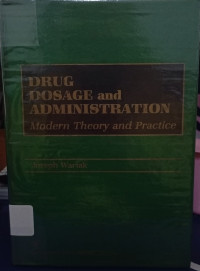 DRUG
DOSAGE and
ADMINISTRATION
Modern Theory and Practice